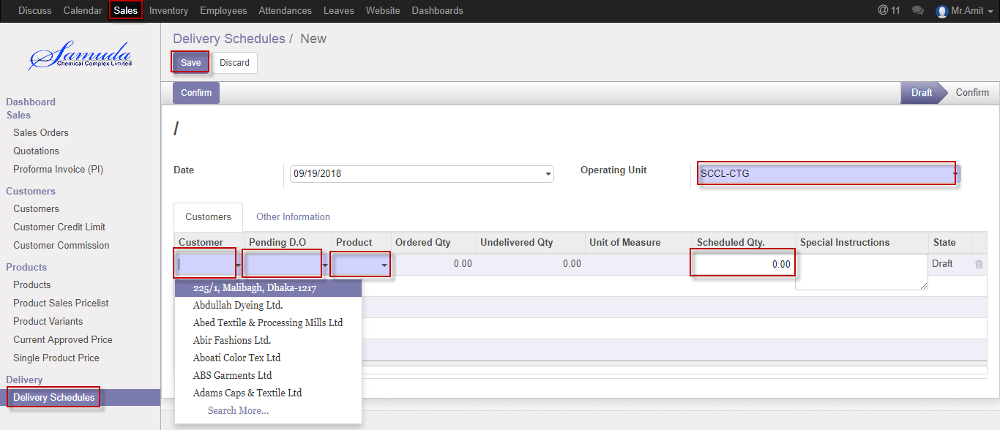 Discuss Calendar Sales Inventory Employees Attendances Leaves Website Dashboards @ 11 Mr.Amit
Samuda
Chemical Complex Limited
Dashboard
Sales
Sales Orders
Quotations
Proforma Invoice (PI)
Customers
Customers
Customer Credit Limit
Customer Commission
Products
Products
Product Sales Pricelist
Product Variants
Current Approved Price
Single Product Price
Delivery
Delivery Schedules
Delivery Schedules / New
Save Discard
Confirm Draft Confirm
/
Date 09/19/2018 Operating Unit SCCL-CTG
Customers Other Information
Customer Pending D.O Product Ordered Qty Undelivered Qty Unit of Measure Scheduled Qty. Special Instructions State
0.00 0.00 0.00 Draft
225/1, Malibagh, Dhaka-1217
Abdullah Dyeing Ltd.
Abed Textile & Processing Mills Ltd
Abir Fashions Ltd.
Aboati Color Tex Ltd
ABS Garments Ltd
Adams Caps & Textile Ltd
Search More...